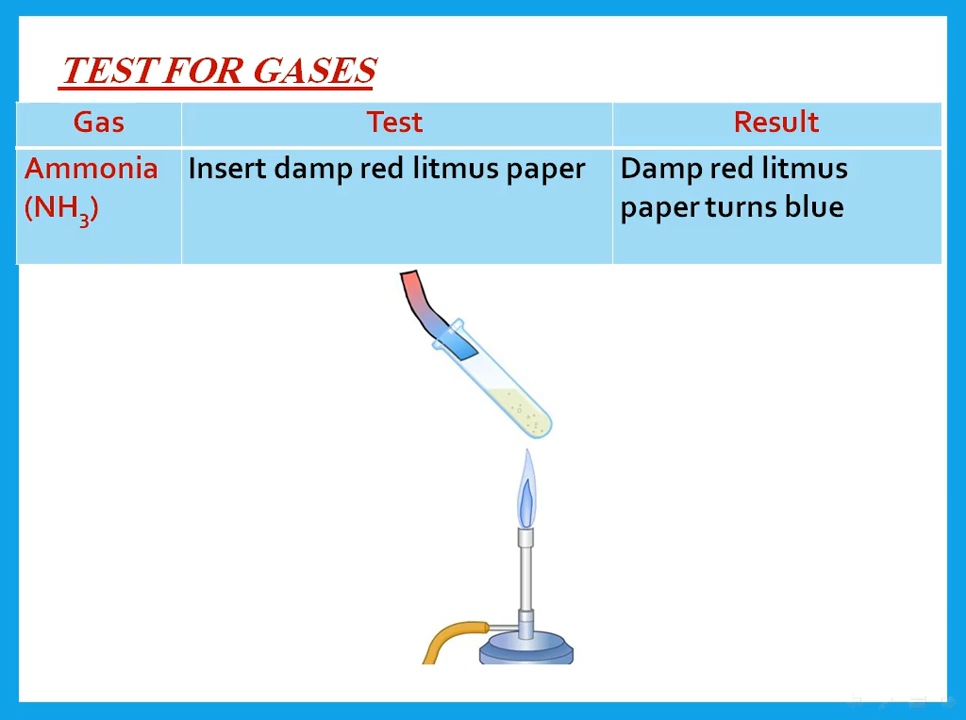 TEST FOR GASES
Gas Test Result
Ammonia Insert damp red litmus paper Damp red litmus
(NH₃) paper turns blue